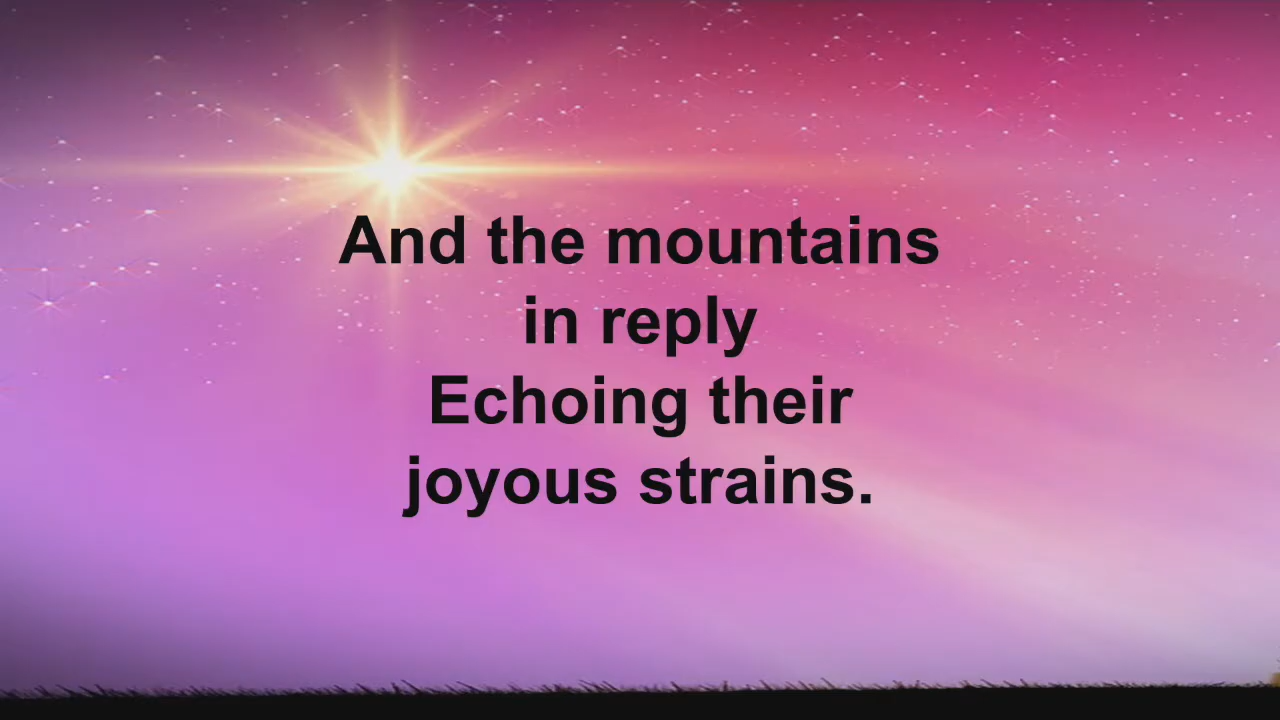 And the mountains
in reply
Echoing their
joyous strains.